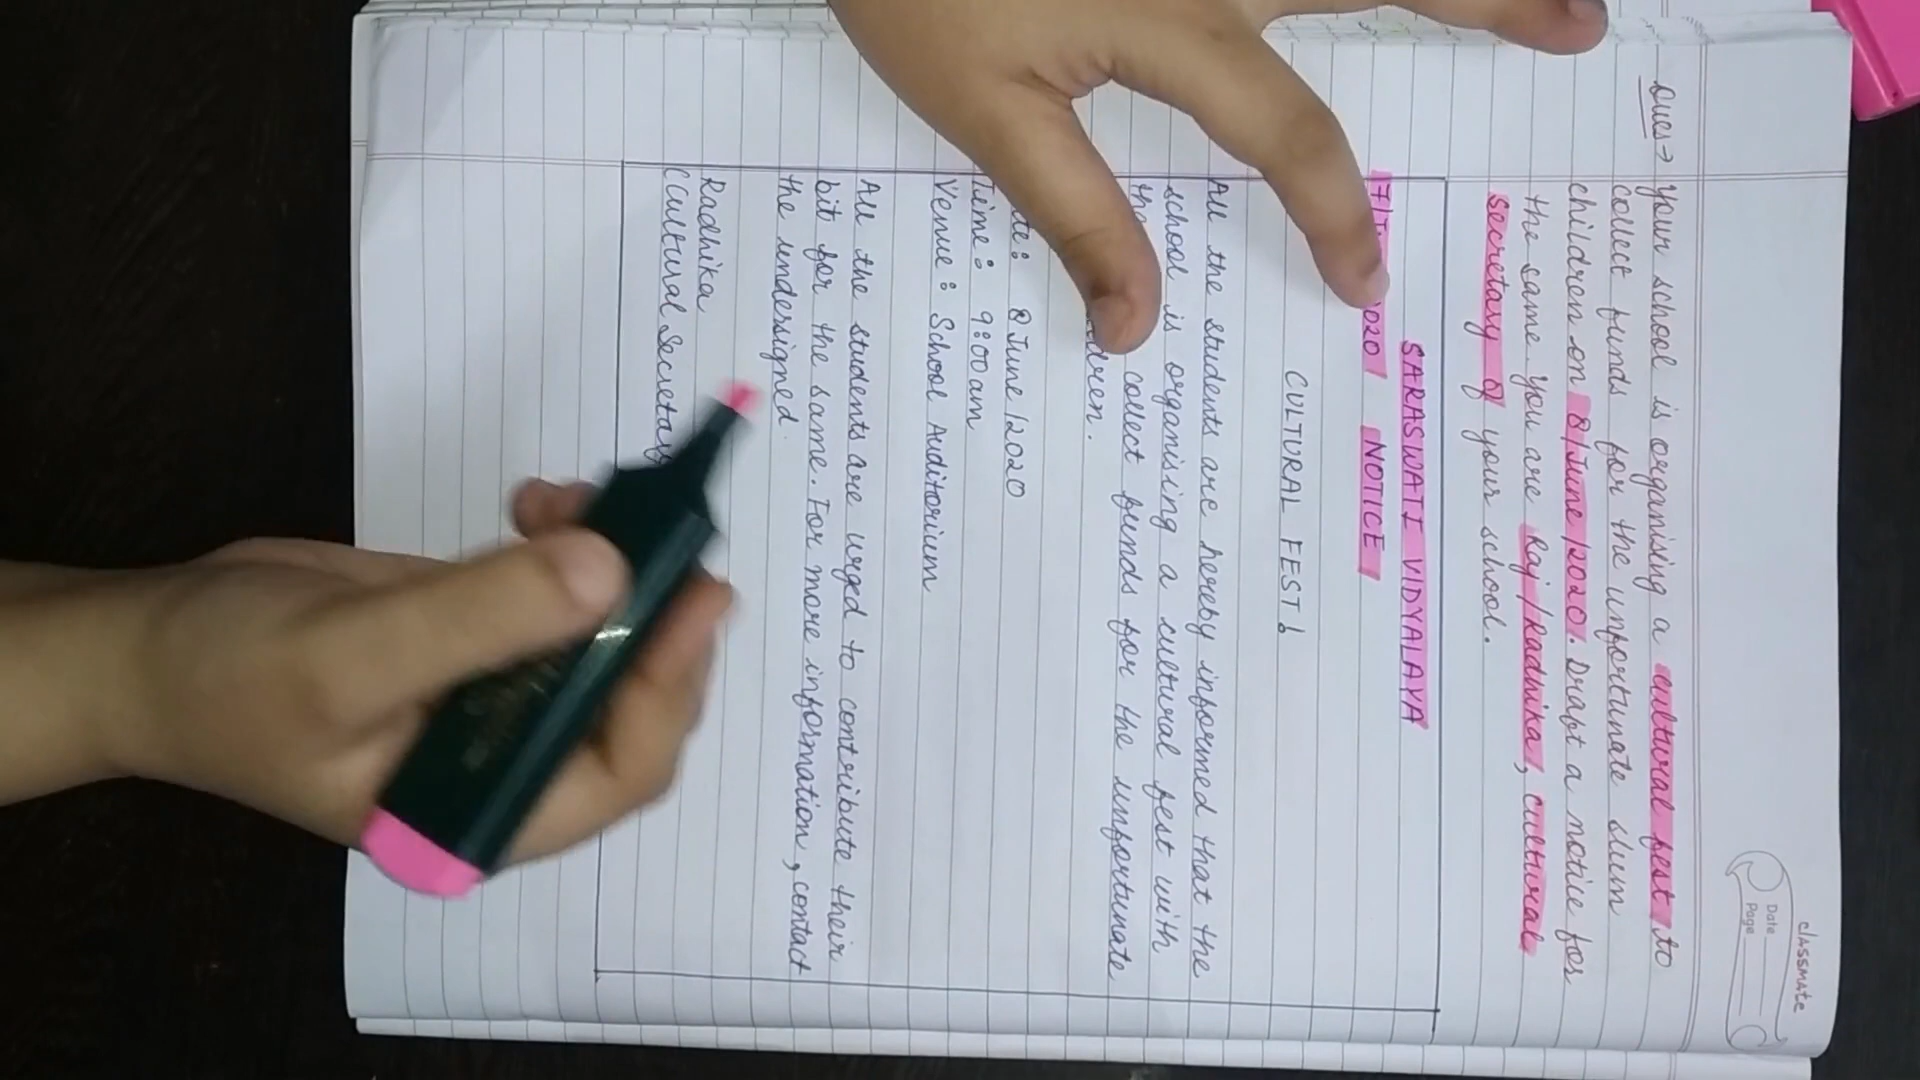 classmate
Date
Page
Ques→ Your school is organising a cultural fest to
collect funds for the unfortunate slum
children on 8/June/2020. Draft a notice for
the same. You are Raj/Radhika, cultural
secretary of your school.
SARASWATI VIDYALAYA
NOTICE
CULTURAL FEST!
All the students are hereby informed that the
school is organising a cultural fest with
collect funds for the unfortunate
8 June/2020
Time: 9:00 am
Venue: School Auditorium
All the students are urged to contribute their
bit for the same. For more information, contact
the undersigned.
Radhika
(Cultural Secretary